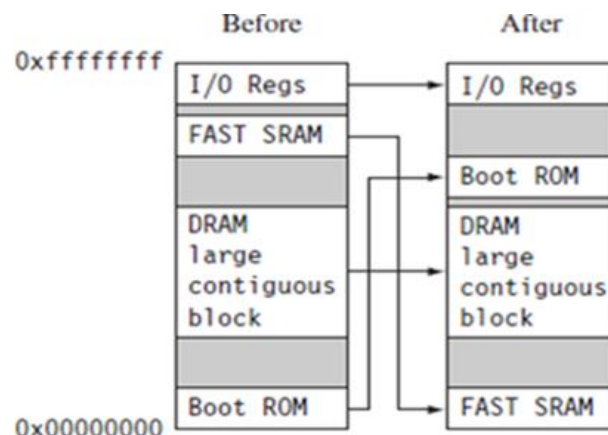 Before
After
0xffffffff
I/O Regs
I/O Regs
FAST SRAM
Boot ROM
DRAM
large
contiguous
block
DRAM
large
contiguous
block
Boot ROM
FAST SRAM
0x00000000